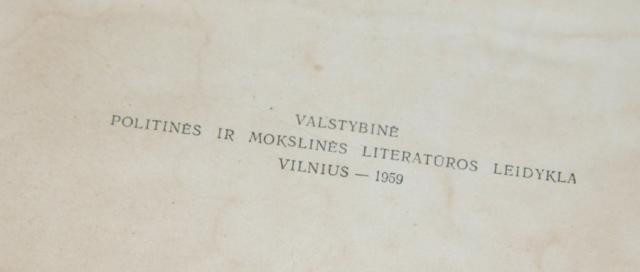 VALSTYBINĖ
POLITINĖS IR MOKSLINĖS LITERATŪROS LEIDYKLA
VILNIUS — 1959